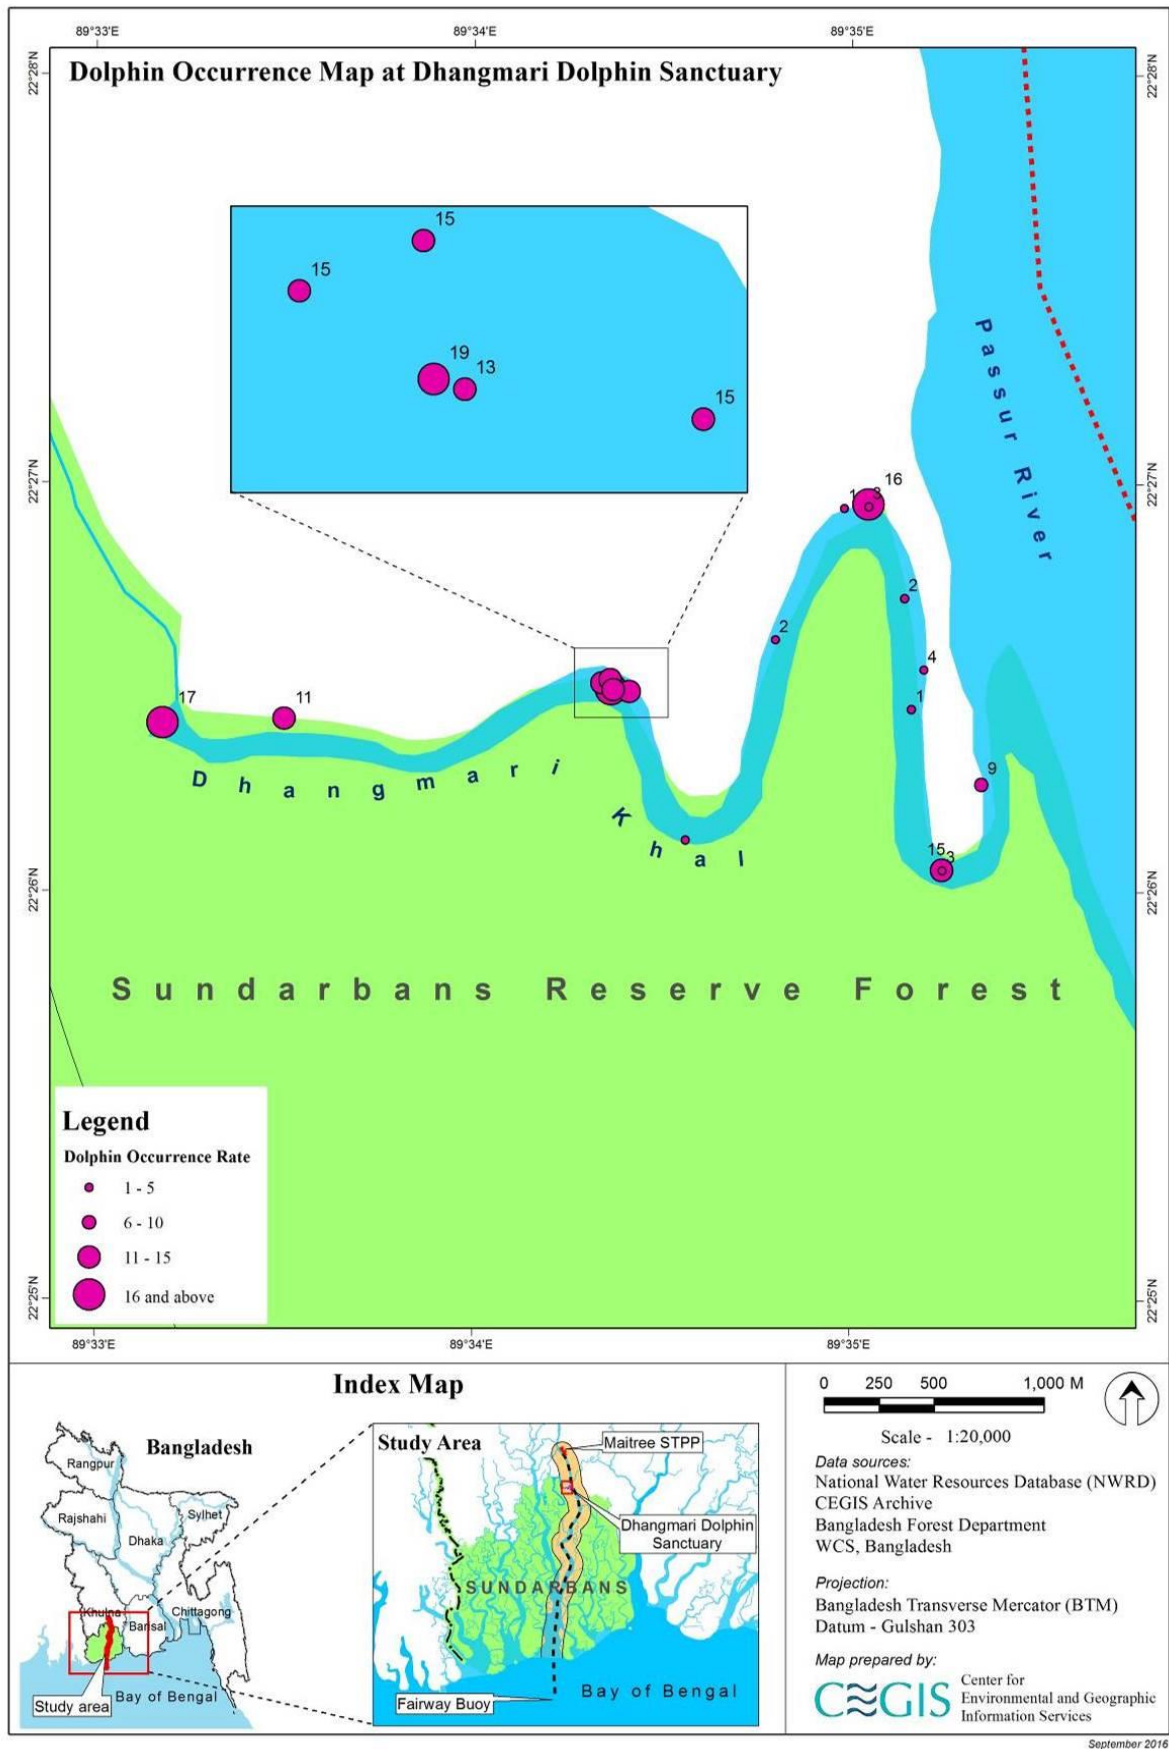 89°33'E 89°34'E 89°35'E
22°28'N 22°28'N
Dolphin Occurrence Map at Dhangmari Dolphin Sanctuary
15
15
19
13
15
Passur River
22°27'N 22°27'N
1 3 16
2
2
4
1
17
11
9
15 3
Dhangmari Khal
22°26'N 22°26'N
Sundarbans Reserve Forest
Legend
Dolphin Occurrence Rate
1 - 5
6 - 10
11 - 15
16 and above
22°25'N 22°25'N
89°33'E 89°34'E 89°35'E
Index Map
Bangladesh
Rangpur
Rajshahi
Sylhet
Dhaka
Khulna
Barisal
Chittagong
Study area
Bay of Bengal
Study Area
Maitree STPP
Dhangmari Dolphin
Sanctuary
SUNDARBANS
Fairway Buoy
Bay of Bengal
0 250 500 1,000 M
Scale - 1:20,000
Data sources:
National Water Resources Database (NWRD)
CEGIS Archive
Bangladesh Forest Department
WCS, Bangladesh
Projection:
Bangladesh Transverse Mercator (BTM)
Datum - Gulshan 303
Map prepared by:
CEGIS
Center for
Environmental and Geographic
Information Services
September 2016